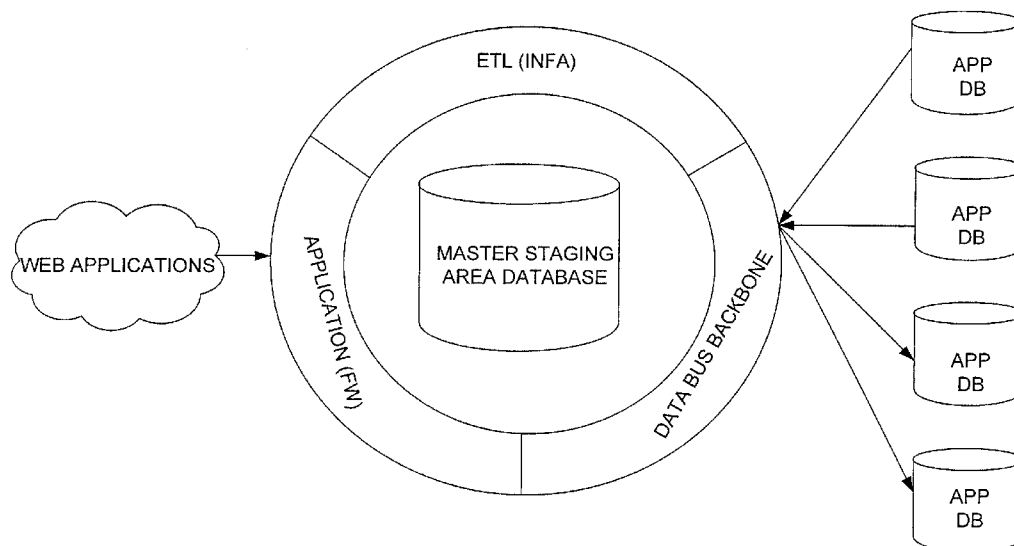 ETL (INFA)
APP
DB
APP
DB
WEB APPLICATIONS
APPLICATION (FW)
MASTER STAGING
AREA DATABASE
DATA BUS BACKBONE
APP
DB
APP
DB